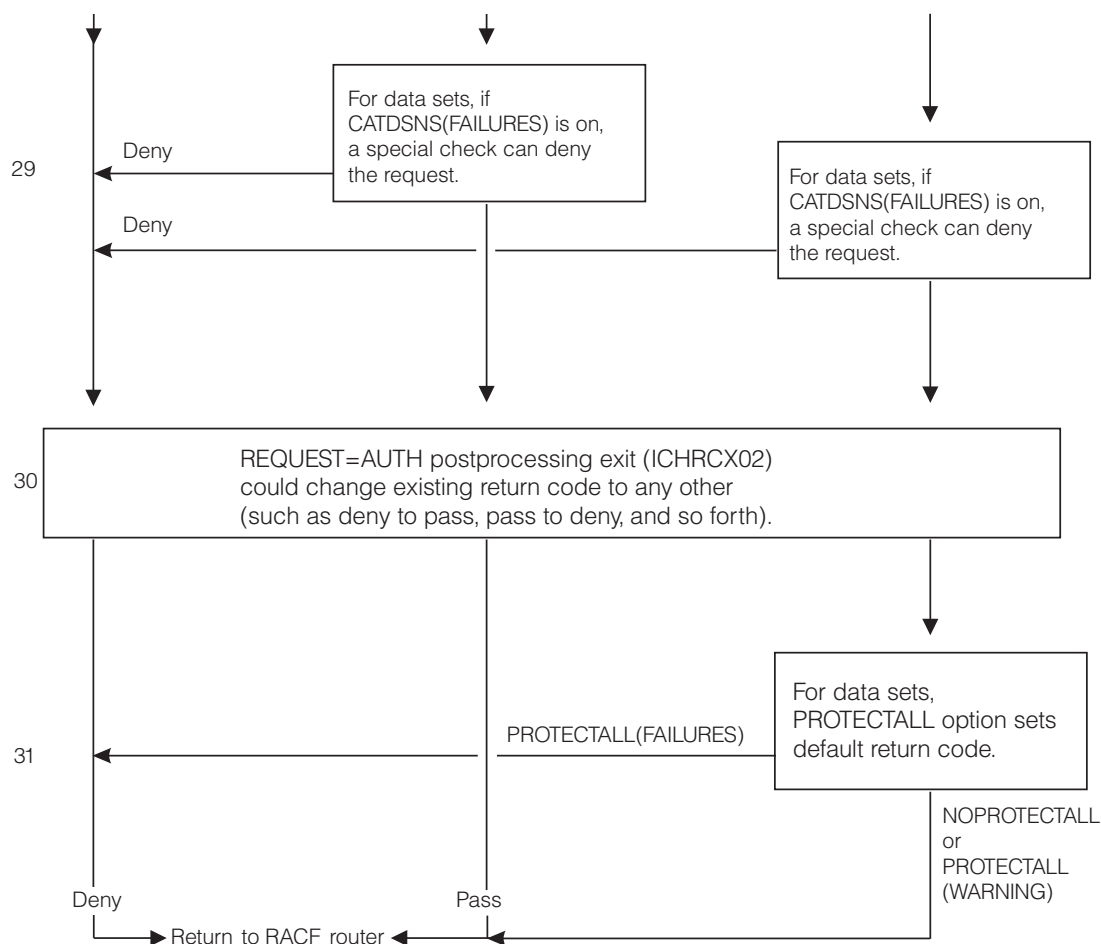 For data sets, if
CATDSNS(FAILURES) is on,
a special check can deny
the request.
29
Deny
For data sets, if
CATDSNS(FAILURES) is on,
a special check can deny
the request.
Deny
30
REQUEST=AUTH postprocessing exit (ICHRCX02)
could change existing return code to any other
(such as deny to pass, pass to deny, and so forth).
For data sets,
PROTECTALL option sets
default return code.
31
PROTECTALL(FAILURES)
NOPROTECTALL
or
PROTECTALL
(WARNING)
Deny
Pass
Return to RACF router